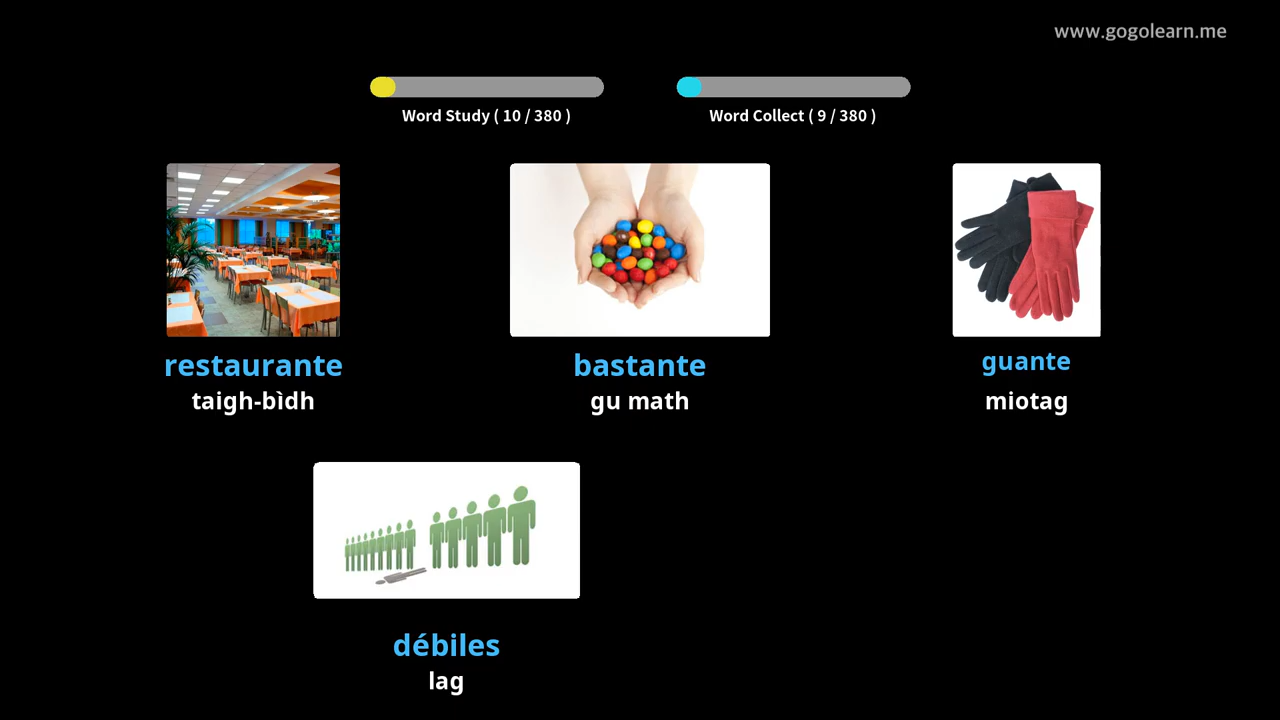 www.gogolearn.me
Word Study ( 10 / 380 )
Word Collect ( 9 / 380 )
restaurante
taigh-bìdh
bastante
gu math
guante
miotag
débiles
lag